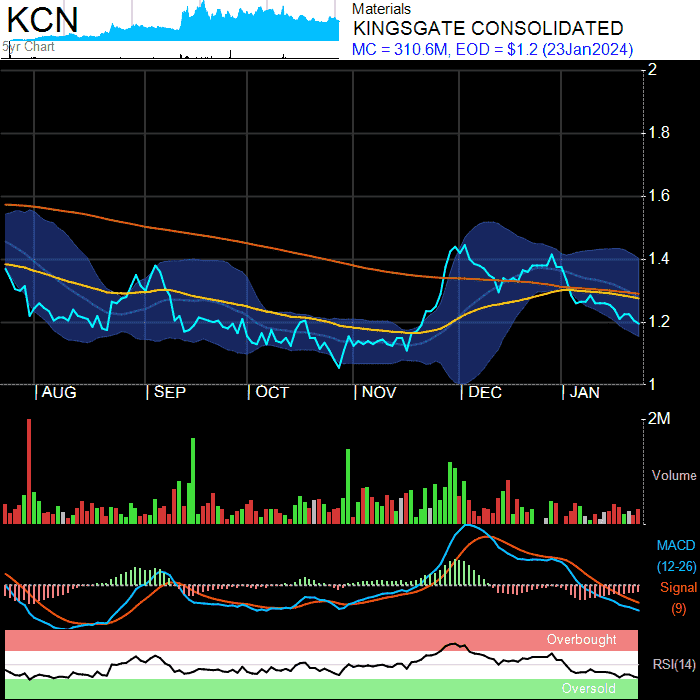 KCN
5yr Chart
Materials
KINGSGATE CONSOLIDATED
MC = 310.6M, EOD = $1.2 (23Jan2024)
2
1.8
1.6
1.4
1.2
1
AUG SEP OCT NOV DEC JAN
2M
Volume
MACD
(12-26)
Signal
(9)
Overbought
RSI(14)
Oversold